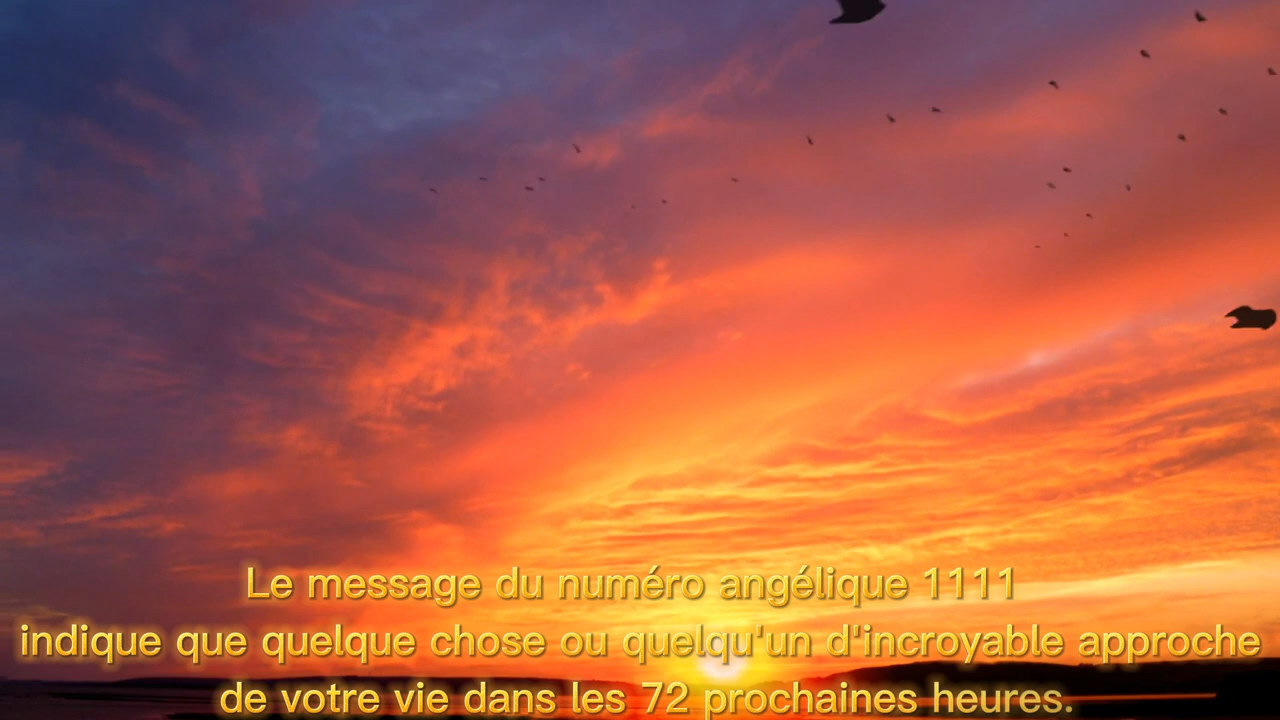 Le message du numéro angélique 1111
indique que quelque chose ou quelqu'un d'incroyable approche
de votre vie dans les 72 prochaines heures.